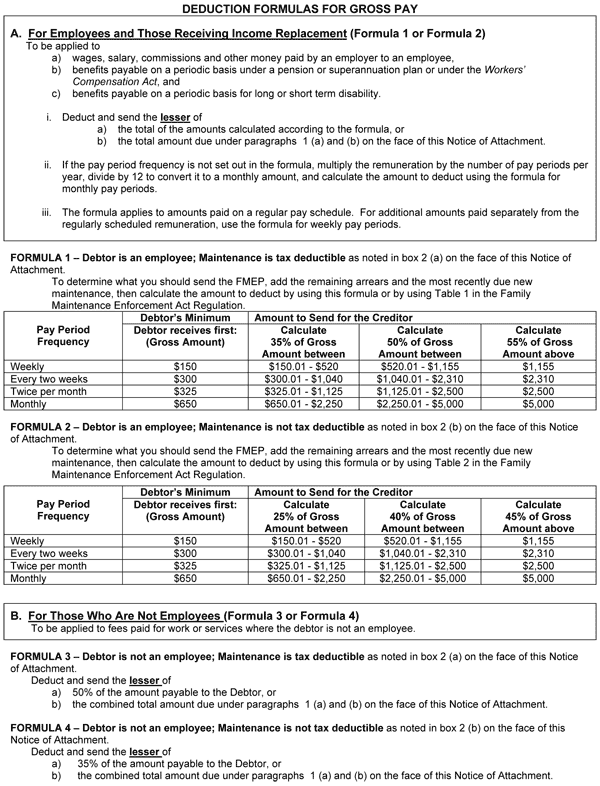 DEDUCTION FORMULAS FOR GROSS PAY
A. For Employees and Those Receiving Income Replacement (Formula 1 or Formula 2)
To be applied to
a) wages, salary, commissions and other money paid by an employer to an employee,
b) benefits payable on a periodic basis under a pension or superannuation plan or under the Workers'
Compensation Act, and
c) benefits payable on a periodic basis for long or short term disability.
i. Deduct and send the lesser of
a) the total of the amounts calculated according to the formula, or
b) the total amount due under paragraphs 1 (a) and (b) on the face of this Notice of Attachment.
ii. If the pay period frequency is not set out in the formula, multiply the remuneration by the number of pay periods per
year, divide by 12 to convert it to a monthly amount, and calculate the amount to deduct using the formula for
monthly pay periods.
iii. The formula applies to amounts paid on a regular pay schedule. For additional amounts paid separately from the
regularly scheduled remuneration, use the formula for weekly pay periods.
FORMULA 1 – Debtor is an employee; Maintenance is tax deductible as noted in box 2 (a) on the face of this Notice of
Attachment.
To determine what you should send the FMEP, add the remaining arrears and the most recently due new
maintenance, then calculate the amount to deduct by using this formula or by using Table 1 in the Family
Maintenance Enforcement Act Regulation.
Debtor's Minimum Amount to Send for the Creditor
Pay Period Debtor receives first: Calculate Calculate Calculate
Frequency (Gross Amount) 35% of Gross 50% of Gross 55% of Gross
Amount between Amount between Amount above
Weekly $150 $150.01 - $520 $520.01 - $1,155 $1,155
Every two weeks $300 $300.01 - $1,040 $1,040.01 - $2,310 $2,310
Twice per month $325 $325.01 - $1,125 $1,125.01 - $2,500 $2,500
Monthly $650 $650.01 - $2,250 $2,250.01 - $5,000 $5,000
FORMULA 2 – Debtor is an employee; Maintenance is not tax deductible as noted in box 2 (b) on the face of this Notice
of Attachment.
To determine what you should send the FMEP, add the remaining arrears and the most recently due new
maintenance, then calculate the amount to deduct by using this formula or by using Table 2 in the Family
Maintenance Enforcement Act Regulation.
Debtor's Minimum Amount to Send for the Creditor
Pay Period Debtor receives first: Calculate Calculate Calculate
Frequency (Gross Amount) 25% of Gross 40% of Gross 45% of Gross
Amount between Amount between Amount above
Weekly $150 $150.01 - $520 $520.01 - $1,155 $1,155
Every two weeks $300 $300.01 - $1,040 $1,040.01 - $2,310 $2,310
Twice per month $325 $325.01 - $1,125 $1,125.01 - $2,500 $2,500
Monthly $650 $650.01 - $2,250 $2,250.01 - $5,000 $5,000
B. For Those Who Are Not Employees (Formula 3 or Formula 4)
To be applied to fees paid for work or services where the debtor is not an employee.
FORMULA 3 - Debtor is not an employee; Maintenance is tax deductible as noted in box 2 (a) on the face of this Notice
of Attachment.
Deduct and send the lesser of
a) 50% of the amount payable to the Debtor, or
b) the combined total amount due under paragraphs 1 (a) and (b) on the face of this Notice of Attachment.
FORMULA 4 – Debtor is not an employee; Maintenance is not tax deductible as noted in box 2 (b) on the face of this
Notice of Attachment.
Deduct and send the lesser of
a) 35% of the amount payable to the Debtor, or
b) the combined total amount due under paragraphs 1 (a) and (b) on the face of this Notice of Attachment.